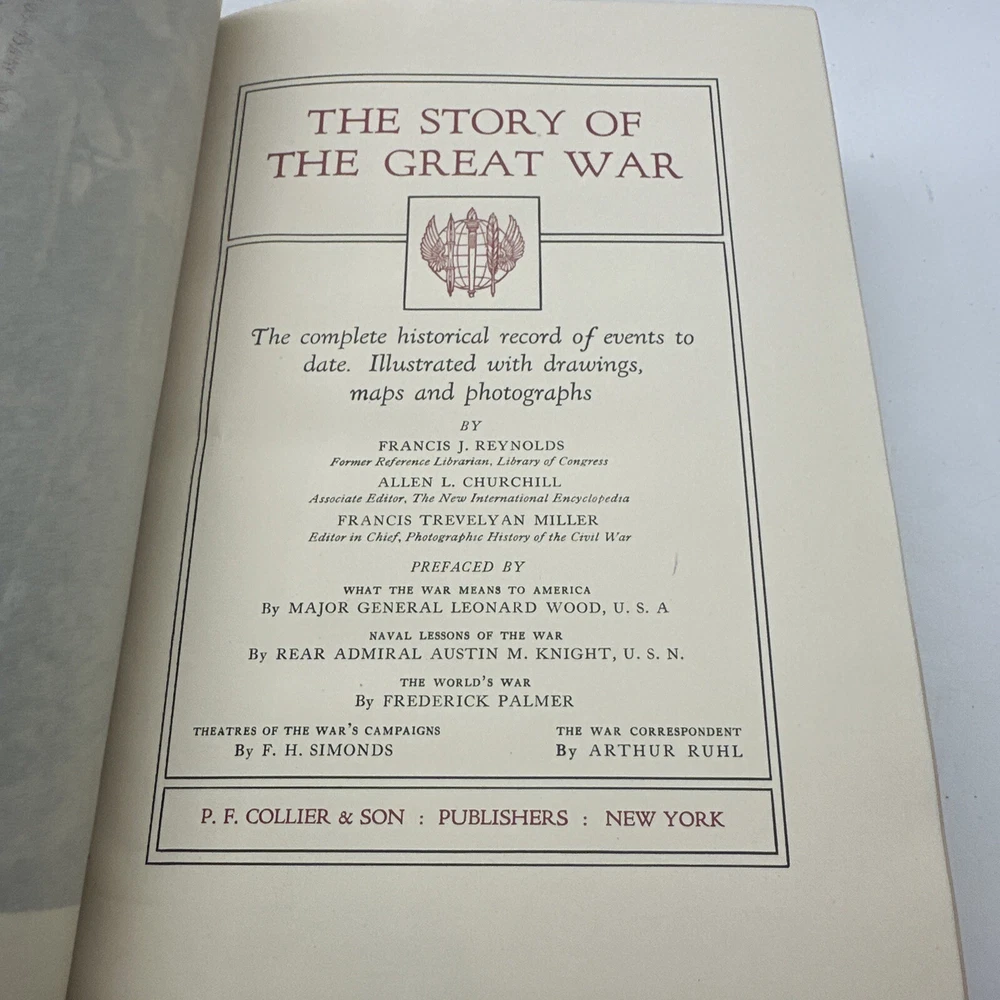 THE STORY OF
THE GREAT WAR
The complete historical record of events to
date. Illustrated with drawings,
maps and photographs
BY
FRANCIS J. REYNOLDS
Former Reference Librarian, Library of Congress
ALLEN L. CHURCHILL
Associate Editor, The New International Encyclopedia
FRANCIS TREVELYAN MILLER
Editor in Chief, Photographic History of the Civil War
PREFACED BY
WHAT THE WAR MEANS TO AMERICA
By MAJOR GENERAL LEONARD WOOD, U. S. A
NAVAL LESSONS OF THE WAR
By REAR ADMIRAL AUSTIN M. KNIGHT, U. S. N.
THE WORLD'S WAR
By FREDERICK PALMER
THEATRES OF THE WAR'S CAMPAIGNS
By F. H. SIMONDS
THE WAR CORRESPONDENT
By ARTHUR RUHL
P. F. COLLIER & SON : PUBLISHERS : NEW YORK